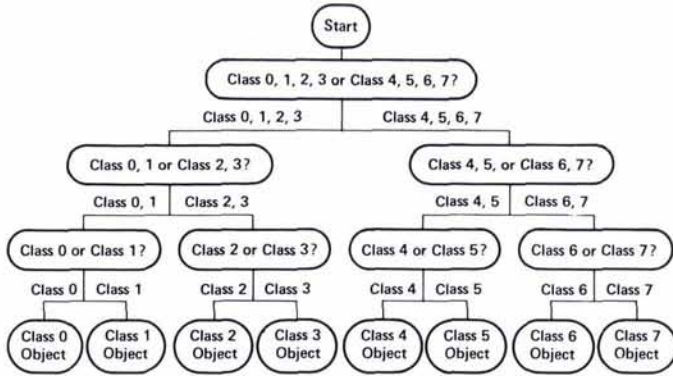 Start
Class 0, 1, 2, 3 or Class 4, 5, 6, 7?
Class 0, 1, 2, 3
Class 4, 5, 6, 7
Class 0, 1 or Class 2, 3?
Class 4, 5, or Class 6, 7?
Class 0, 1
Class 2, 3
Class 4, 5
Class 6, 7
Class 0 or Class 1?
Class 2 or Class 3?
Class 4 or Class 5?
Class 6 or Class 7?
Class 0
Class 1
Class 2
Class 3
Class 4
Class 5
Class 6
Class 7
Class 0
Object
Class 1
Object
Class 2
Object
Class 3
Object
Class 4
Object
Class 5
Object
Class 6
Object
Class 7
Object